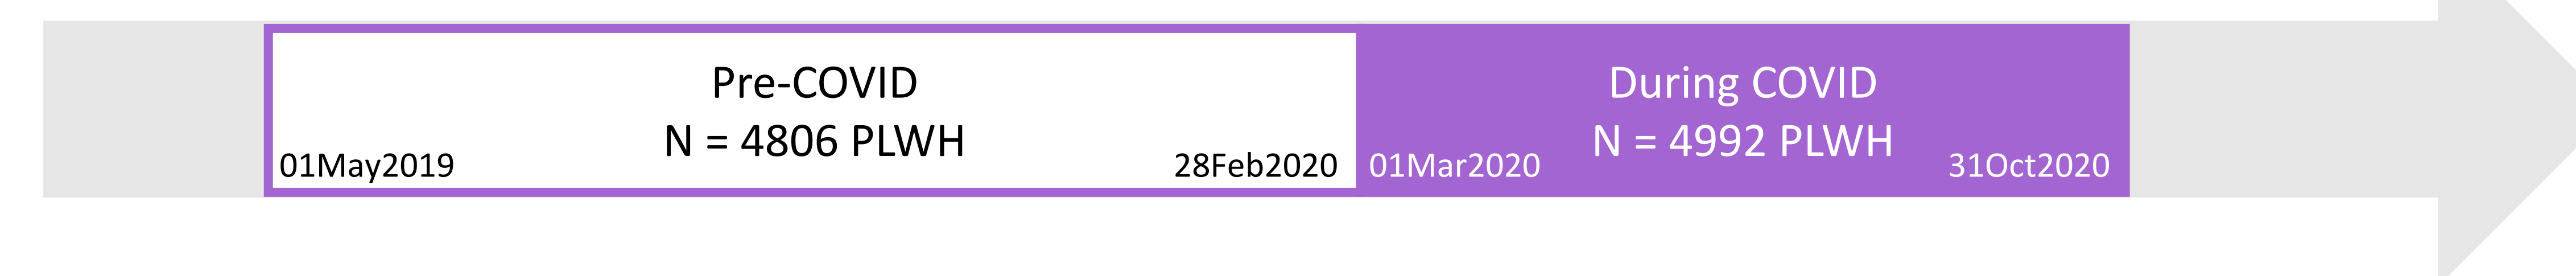 Pre-COVID
N = 4806 PLWH
01May2019
28Feb2020
During COVID
N = 4992 PLWH
01Mar2020
31Oct2020